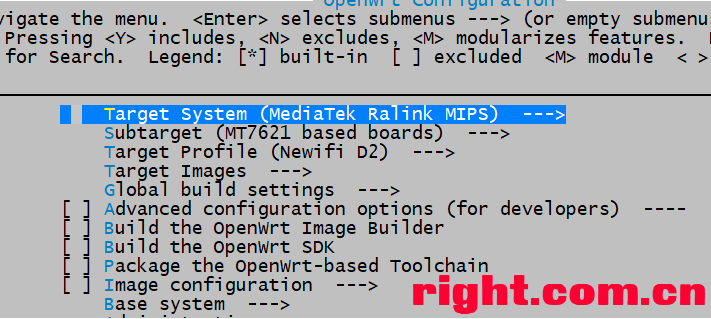 OpenWrt Configuration
vigate the menu. <Enter> selects submenus ---> (or empty submenu
Pressing <Y> includes, <N> excludes, <M> modularizes features.
for Search. Legend: [*] built-in [ ] excluded <M> module < >
Target System (MediaTek Ralink MIPS) --->
Subtarget (MT7621 based boards) --->
Target Profile (Newifi D2) --->
Target Images --->
Global build settings --->
[ ] Advanced configuration options (for developers) ----
[ ] Build the OpenWrt Image Builder
[ ] Build the OpenWrt SDK
[ ] Package the OpenWrt-based Toolchain
[ ] Image configuration --->
Base system --->
right.com.cn